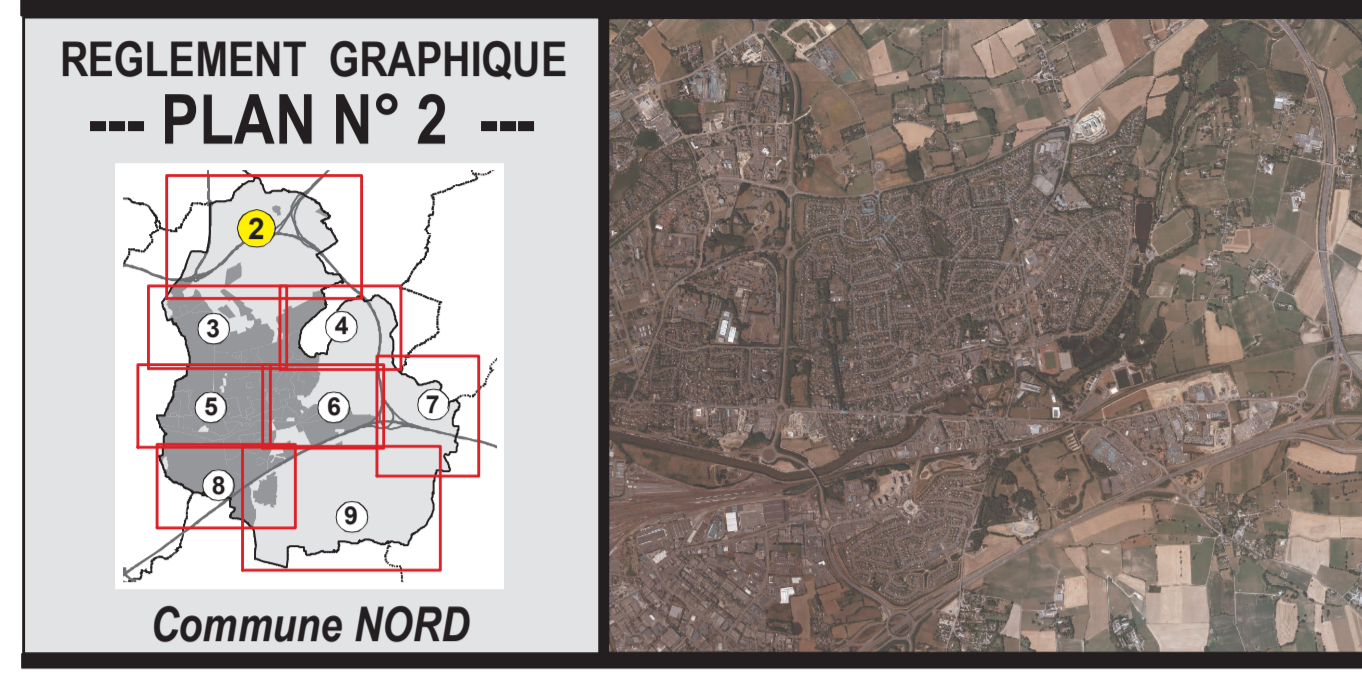 REGLEMENT GRAPHIQUE
--- PLAN N° 2 ---
2
3
4
5
6
7
8
9
Commune NORD